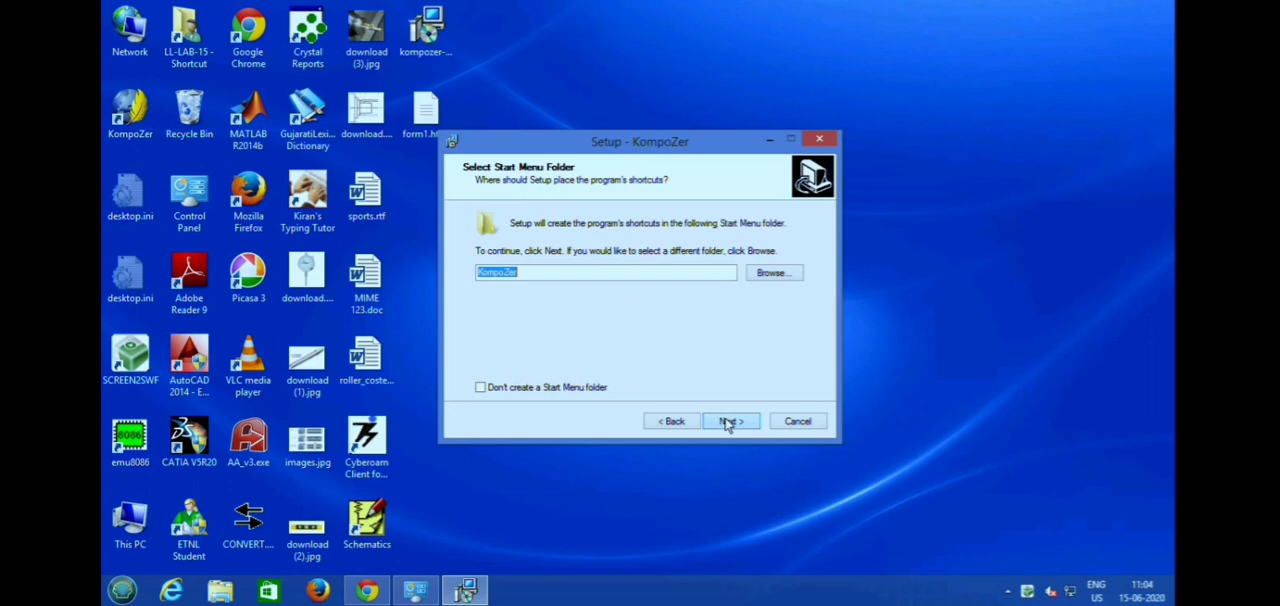 Network
LL-LAB-15 -
Shortcut
Google
Chrome
Crystal
Reports
download
(3).jpg
kompozer-...
KompoZer
Recycle Bin
MATLAB
R2014b
GujaratiLexi...
Dictionary
download....
form1.h
desktop.ini
Control
Panel
Mozilla
Firefox
Kiran's
Typing Tutor
sports.rtf
desktop.ini
Adobe
Reader 9
Picasa 3
download....
MIME
123.doc
SCREEN2SWF
AutoCAD
2014 - E...
VLC media
player
download
(1).jpg
roller_coste...
8086
emu8086
CATIA V5R20
AA_v3.exe
images.jpg
Cyberoam
Client fo...
This PC
ETNL
Student
CONVERT....
download
(2).jpg
Schematics
Setup - KompoZer
Select Start Menu Folder
Where should Setup place the program's shortcuts?
Setup will create the program's shortcuts in the following Start Menu folder.
To continue, click Next. If you would like to select a different folder, click Browse.
KompoZer
Browse...
Don't create a Start Menu folder
< Back
Next >
Cancel
ENG
US
11:04
15-06-2020